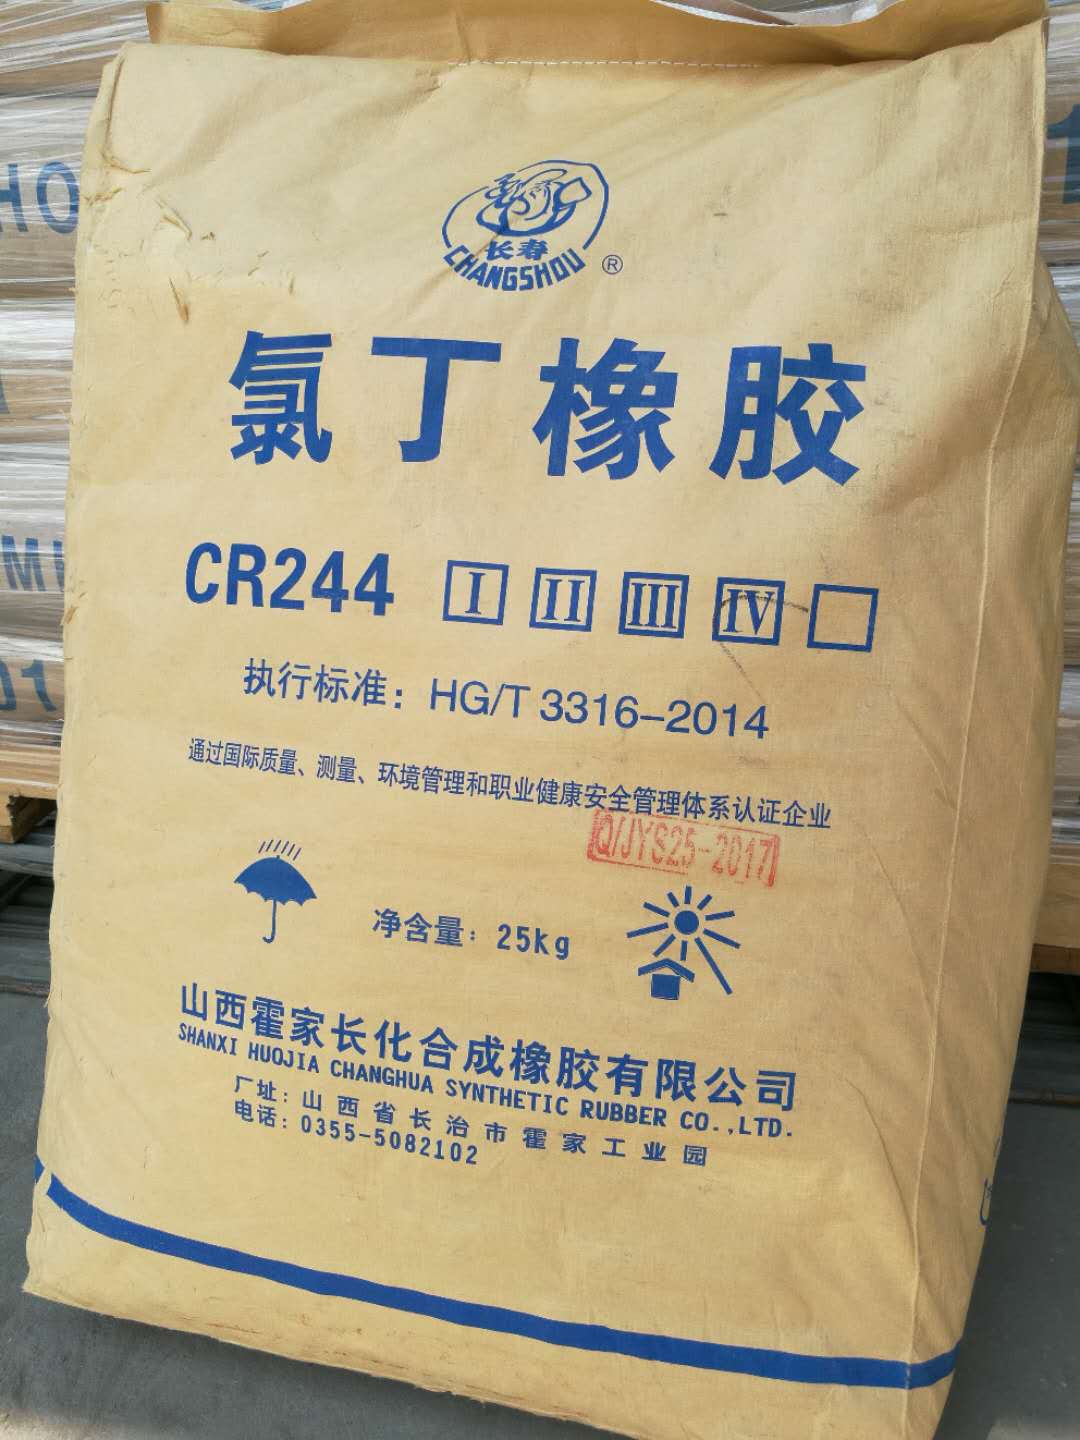 长寿
CHANGSHOU ®
氯丁橡胶
CR244 I II III IV
执行标准：HG/T 3316-2014
通过国际质量、测量、环境管理和职业健康安全管理体系认证企业
Q/JYS25-2017
净含量：25kg
山西霍家长化合成橡胶有限公司
SHANXI HUOJIA CHANGHUA SYNTHETIC RUBBER CO.,LTD.
厂址：山西省长治市霍家工业园
电话：0355-5082102